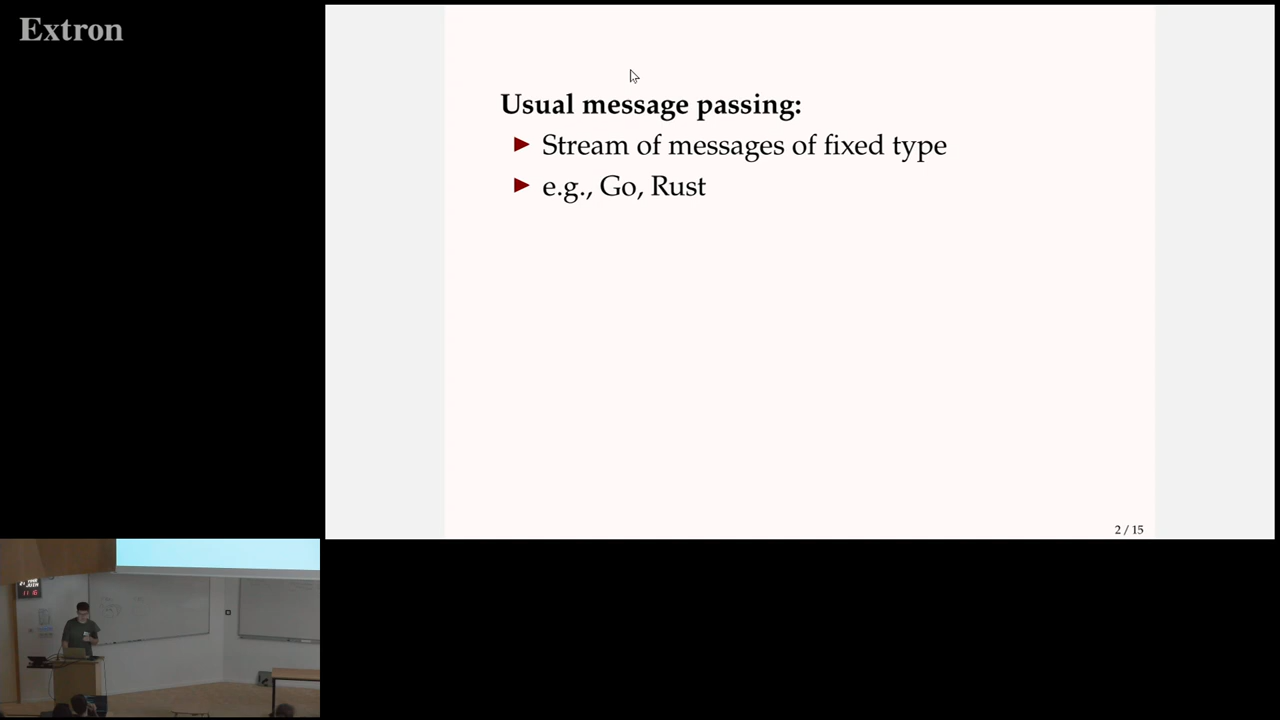 Extron
Usual message passing:
Stream of messages of fixed type
e.g., Go, Rust
2 / 15